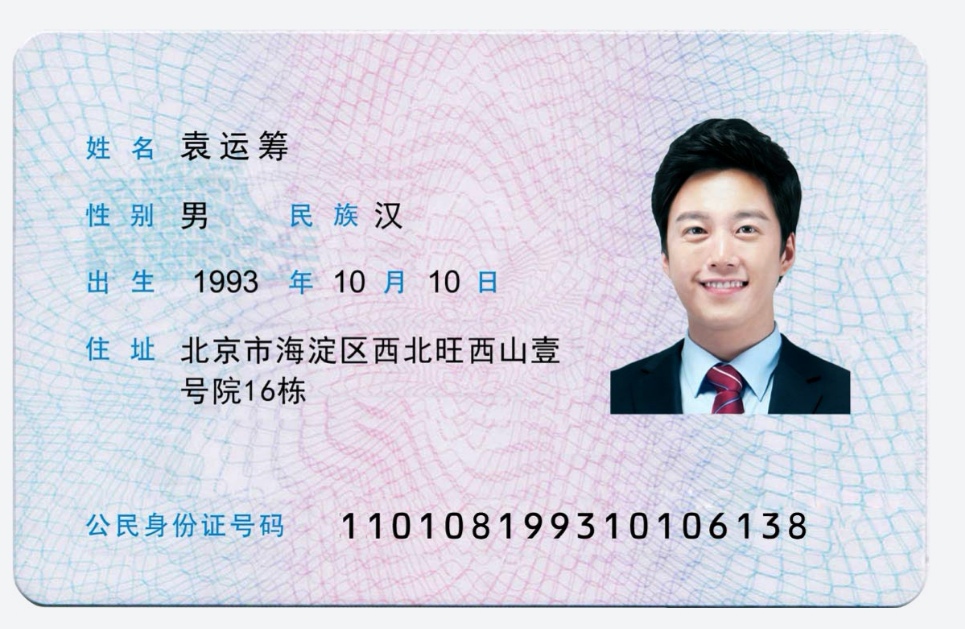 姓名 袁运筹
性别 男 民族 汉
出生 1993 年 10 月 10 日
住址 北京市海淀区西北旺西山壹
号院16栋
公民身份证号码 110108199310106138